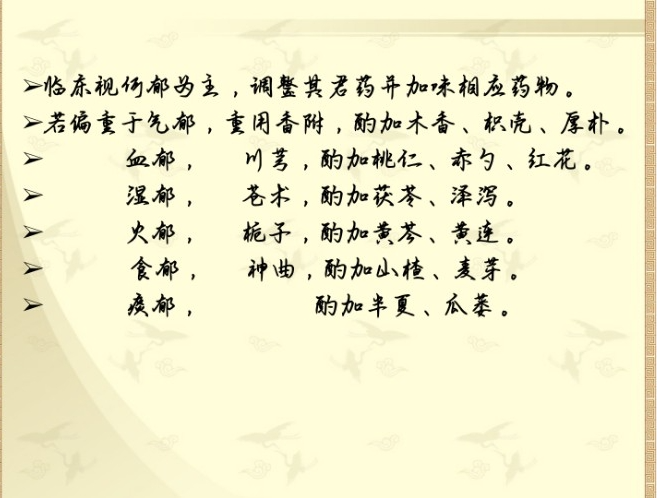 ➢临床视何郁为主，调整其君药并加味相应药物。
➢若偏重于气郁，重用香附，酌加木香、枳壳、厚朴。
➢ 血郁， 川芎，酌加桃仁、赤勺、红花。
➢ 湿郁， 苍术，酌加茯苓、泽泻。
➢ 火郁， 栀子，酌加黄芩、黄连。
➢ 食郁， 神曲，酌加山楂、麦芽。
➢ 痰郁， 酌加半夏、瓜蒌。